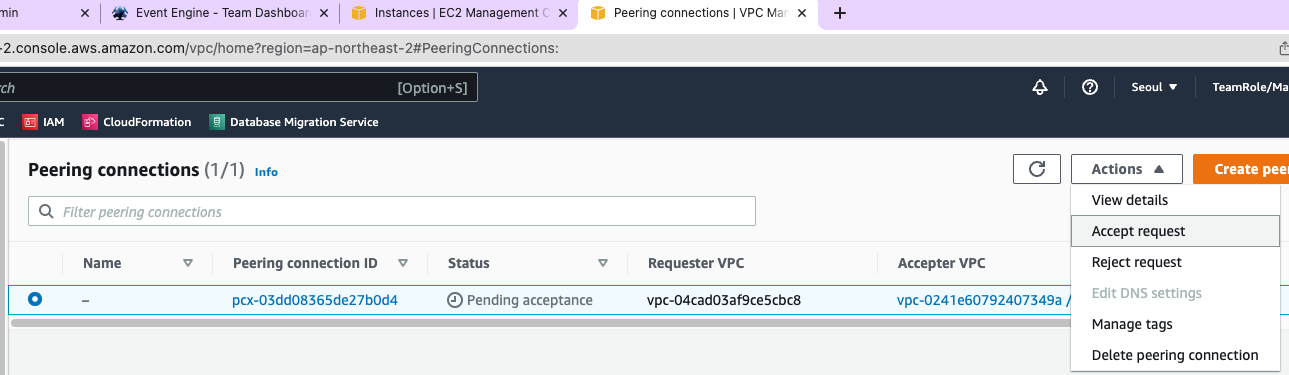 min
Event Engine - Team Dashboar
Instances | EC2 Management C
Peering connections | VPC Mar
-2.console.aws.amazon.com/vpc/home?region=ap-northeast-2#PeeringConnections:
rch
[Option+S]
Seoul
TeamRole/Ma
C
IAM
CloudFormation
Database Migration Service
Peering connections (1/1) Info
Actions
Create peer
Filter peering connections
View details
Accept request
Reject request
Edit DNS settings
Manage tags
Delete peering connection
Name
Peering connection ID
Status
Requester VPC
Accepter VPC
–
pcx-03dd08365de27b0d4
Pending acceptance
vpc-04cad03af9ce5cbc8
vpc-0241e60792407349a /